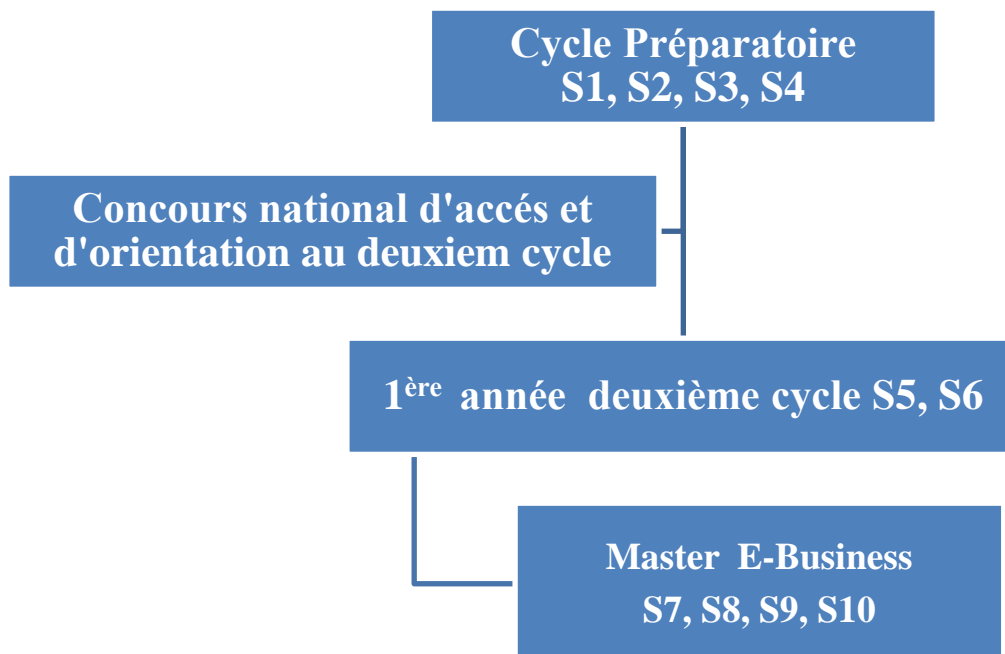 Cycle Préparatoire
S1, S2, S3, S4
Concours national d'accés et
d'orientation au deuxiem cycle
1ère année deuxième cycle S5, S6
Master E-Business
S7, S8, S9, S10